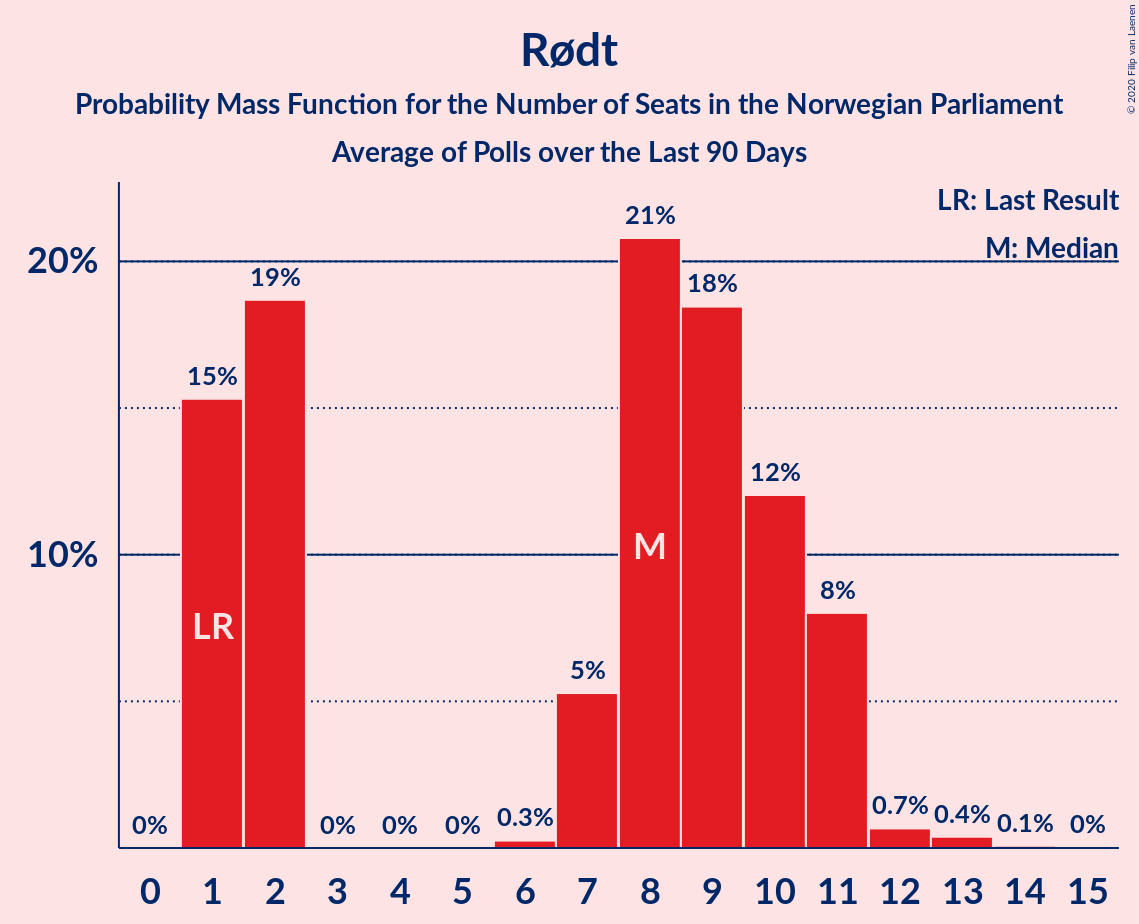 Rødt
Probability Mass Function for the Number of Seats in the Norwegian Parliament
Average of Polls over the Last 90 Days
© 2020 Filip van Laenen
LR: Last Result
M: Median
20%
10%
0%
15%
19%
0%
0%
0%
0.3%
5%
21%
18%
12%
8%
0.7%
0.4%
0.1%
0%
LR
M
0 1 2 3 4 5 6 7 8 9 10 11 12 13 14 15